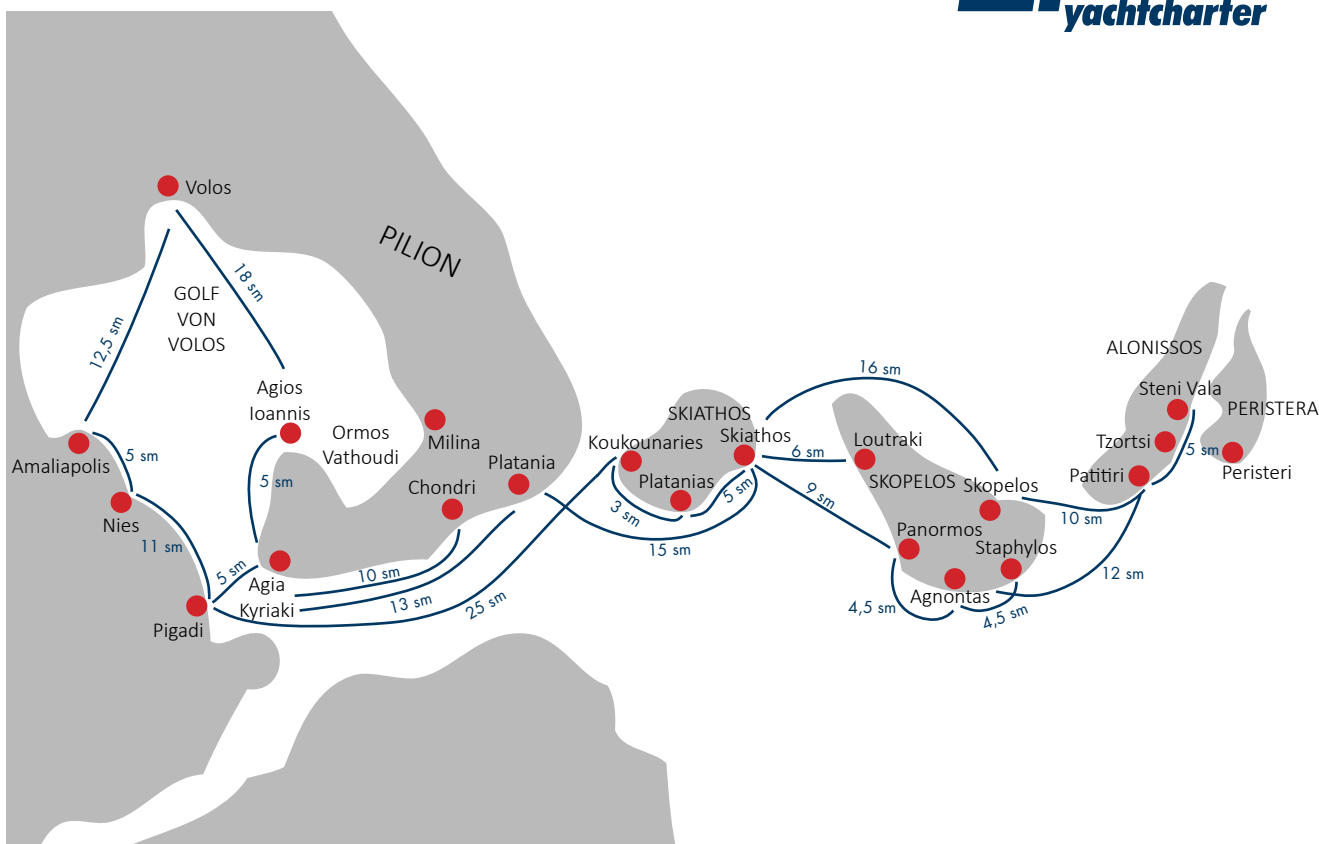 yachtcharter
Volos
PILION
18 sm
GOLF
VON
VOLOS
12,5 sm
Agios
Ioannis
Ormos
Vathoudi
Milina
Amaliapolis
5 sm
Nies
11 sm
5 sm
Platania
Chondri
5 sm
Agia
Kyriaki
Pigadi
10 sm
13 sm
25 sm
SKIATHOS
Koukounaries
Skiathos
Platanias
3 sm
5 sm
15 sm
16 sm
6 sm
9 sm
Loutraki
SKOPELOS
Skopelos
Panormos
Staphylos
Agnontas
4,5 sm
4,5 sm
10 sm
12 sm
ALONISSOS
Steni Vala
PERISTERA
Tzortsi
5 sm
Patitiri
Peristeri